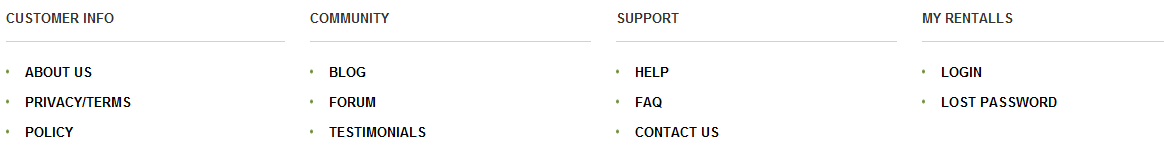 CUSTOMER INFO
ABOUT US
PRIVACY/TERMS
POLICY
COMMUNITY
BLOG
FORUM
TESTIMONIALS
SUPPORT
HELP
FAQ
CONTACT US
MY RENTALLS
LOGIN
LOST PASSWORD